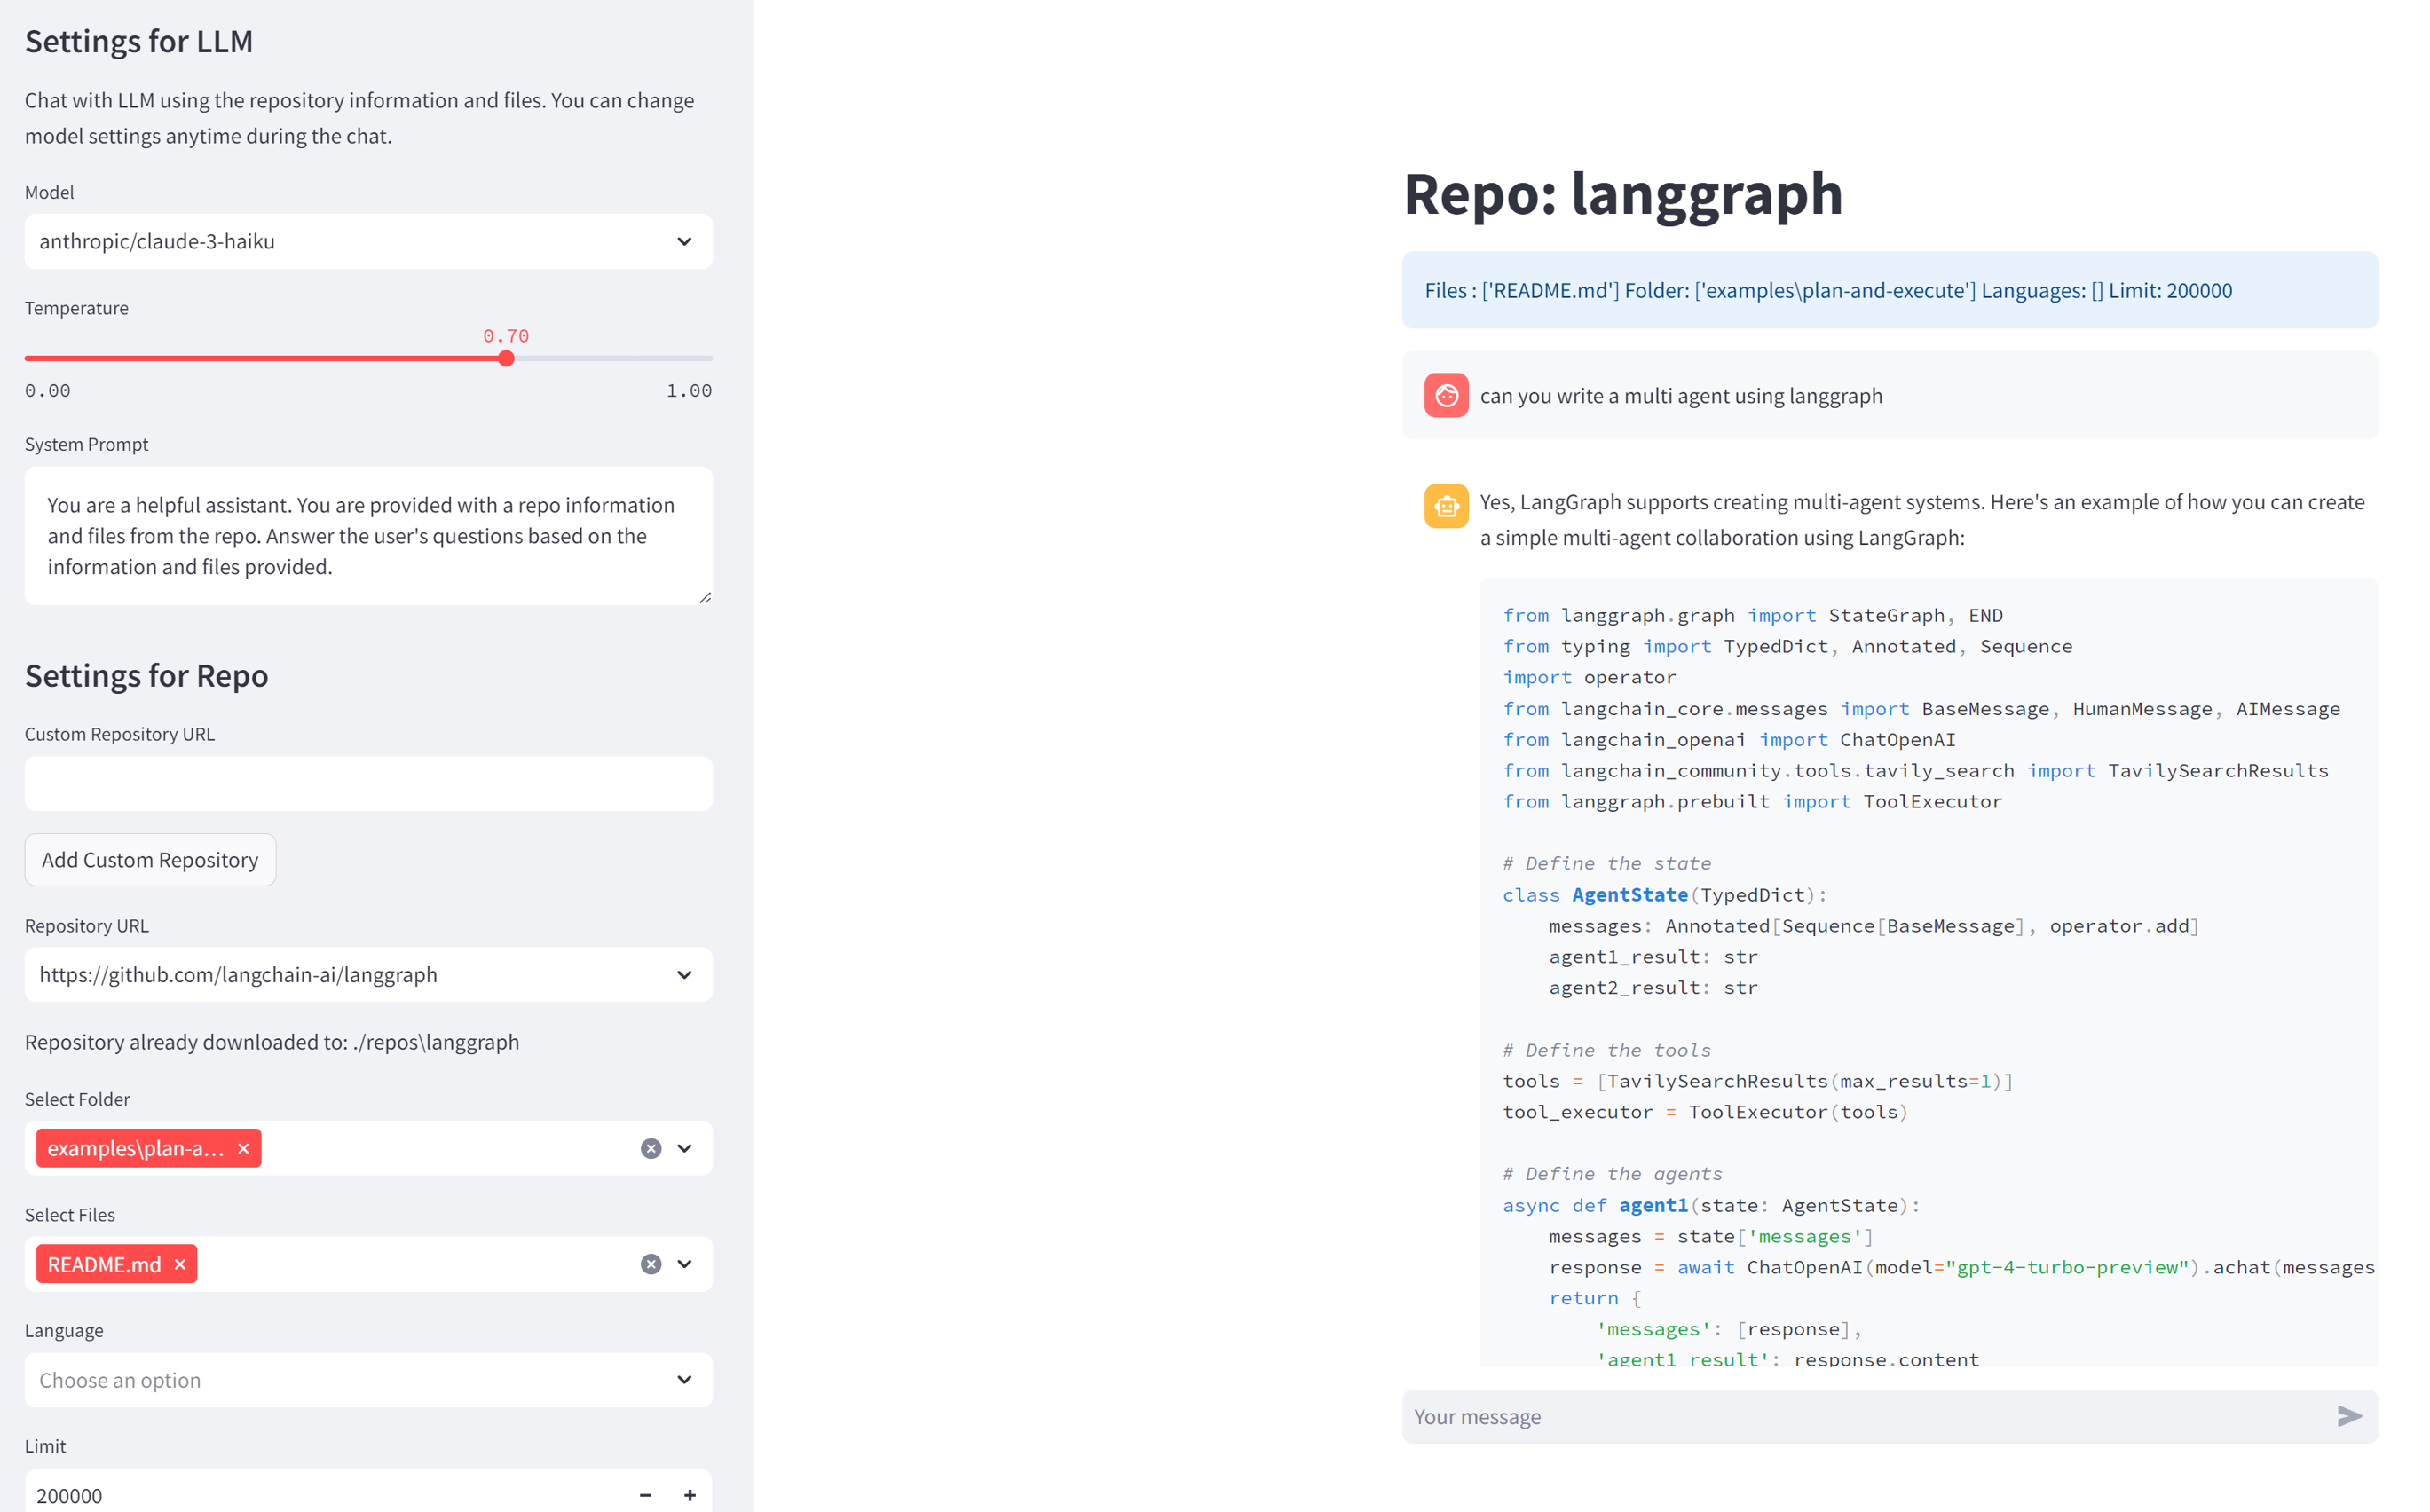 Settings for LLM
Chat with LLM using the repository information and files. You can change
model settings anytime during the chat.
Model
anthropic/claude-3-haiku
Temperature
0.70
0.00 1.00
System Prompt
You are a helpful assistant. You are provided with a repo information
and files from the repo. Answer the user's questions based on the
information and files provided.
Settings for Repo
Custom Repository URL
Add Custom Repository
Repository URL
https://github.com/langchain-ai/langgraph
Repository already downloaded to: ./repos\langgraph
Select Folder
examples\plan-a... ×
Select Files
README.md ×
Language
Choose an option
Limit
200000 − +
Repo: langgraph
Files : ['README.md'] Folder: ['examples\plan-and-execute'] Languages: [] Limit: 200000
can you write a multi agent using langgraph
Yes, LangGraph supports creating multi-agent systems. Here's an example of how you can create
a simple multi-agent collaboration using LangGraph:
from langgraph.graph import StateGraph, END
from typing import TypedDict, Annotated, Sequence
import operator
from langchain_core.messages import BaseMessage, HumanMessage, AIMessage
from langchain_openai import ChatOpenAI
from langchain_community.tools.tavily_search import TavilySearchResults
from langgraph.prebuilt import ToolExecutor
# Define the state
class AgentState(TypedDict):
    messages: Annotated[Sequence[BaseMessage], operator.add]
    agent1_result: str
    agent2_result: str
# Define the tools
tools = [TavilySearchResults(max_results=1)]
tool_executor = ToolExecutor(tools)
# Define the agents
async def agent1(state: AgentState):
    messages = state['messages']
    response = await ChatOpenAI(model="gpt-4-turbo-preview").achat(messages
    return {
        'messages': [response],
        'agent1_result': response.content
Your message